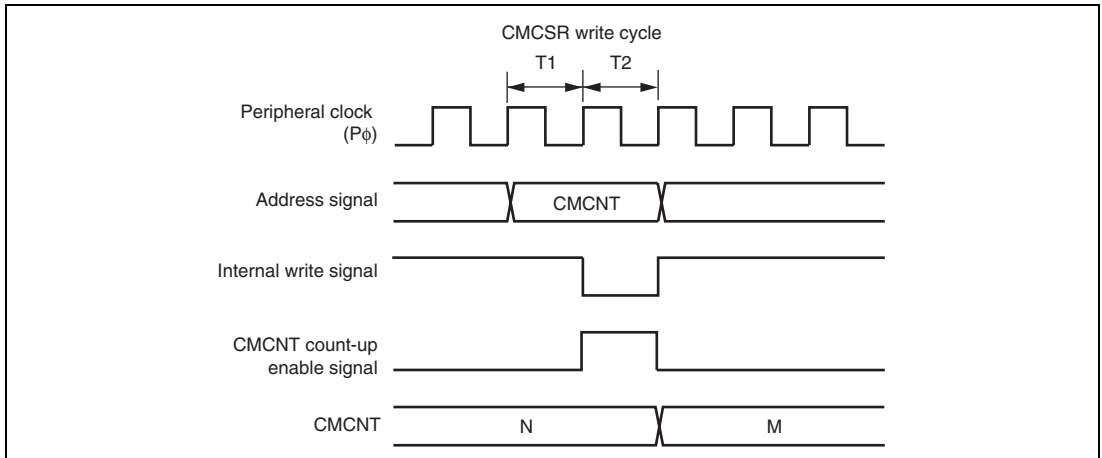 CMCSR write cycle
T1 T2
Peripheral clock
(Pφ)
Address signal
CMCNT
Internal write signal
CMCNT count-up
enable signal
CMCNT
N
M